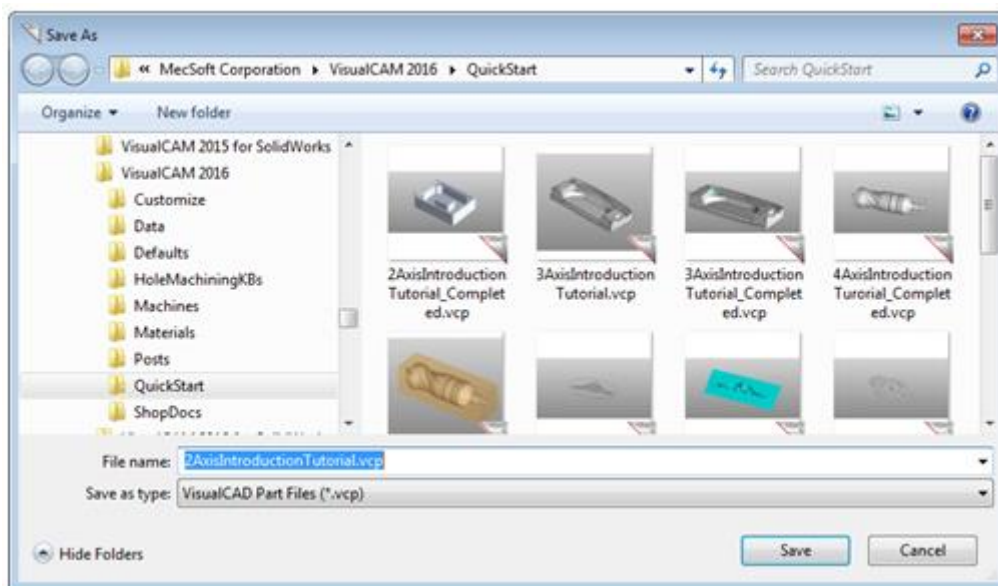 Save As
« MecSoft Corporation ▸ VisualCAM 2016 ▸ QuickStart
Search QuickStart
Organize
New folder
VisualCAM 2015 for SolidWorks
VisualCAM 2016
Customize
Data
Defaults
HoleMachiningKBs
Machines
Materials
Posts
QuickStart
ShopDocs
2AxisIntroduction
Tutorial_Complet
ed.vcp
3AxisIntroduction
Tutorial.vcp
3AxisIntroduction
Tutorial_Complet
ed.vcp
4AxisIntroduction
Turorial_Complet
ed.vcp
File name: 2AxisIntroductionTutorial.vcp
Save as type: VisualCAD Part Files (*.vcp)
Hide Folders
Save
Cancel